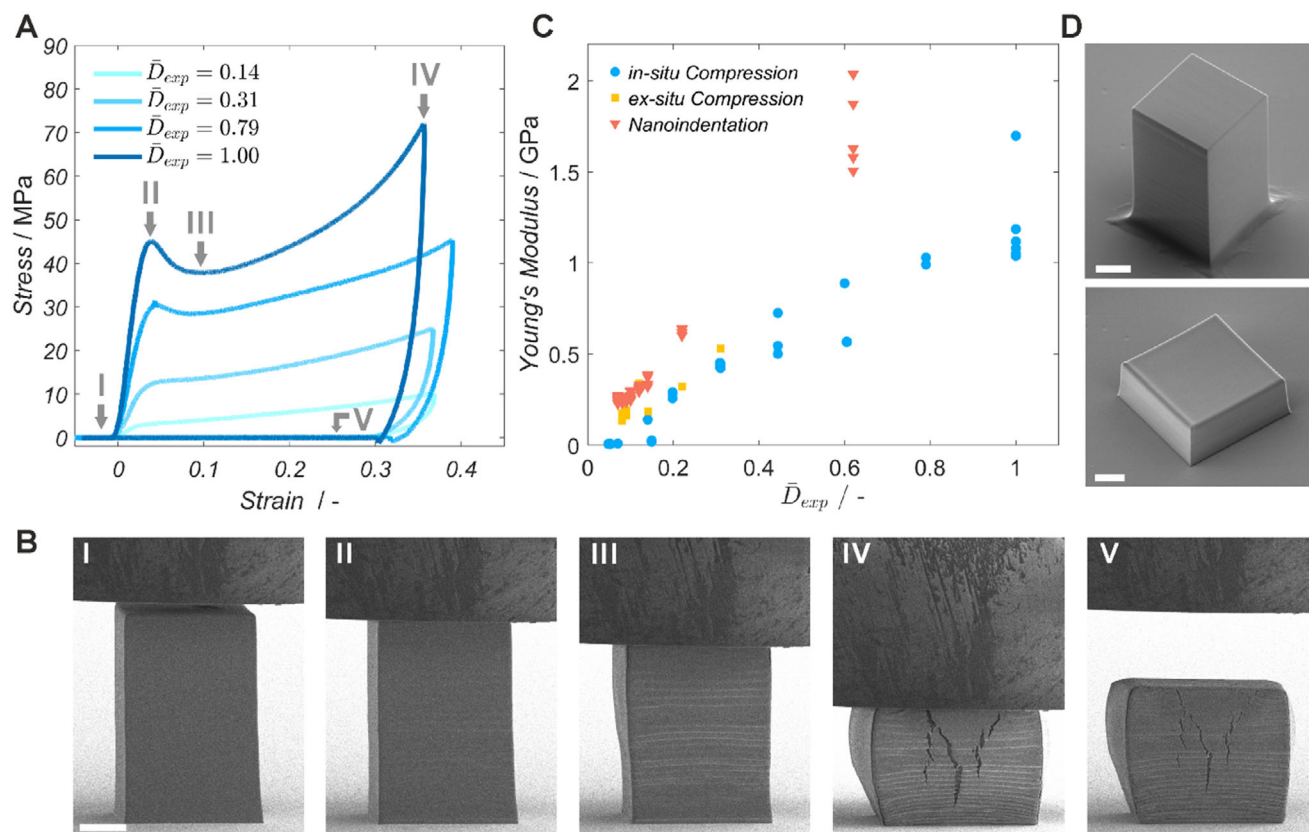 A
90
80
70
60
50
40
30
20
10
0
Stress / MPa
D̄exp = 0.14
D̄exp = 0.31
D̄exp = 0.79
D̄exp = 1.00
I
II
III
IV
V
0
0.1
0.2
0.3
0.4
Strain / -
C
2
1.5
1
0.5
0
Young's Modulus / GPa
in-situ Compression
ex-situ Compression
Nanoindentation
0
0.2
0.4
0.6
0.8
1
D̄exp / -
D
B
I
II
III
IV
V